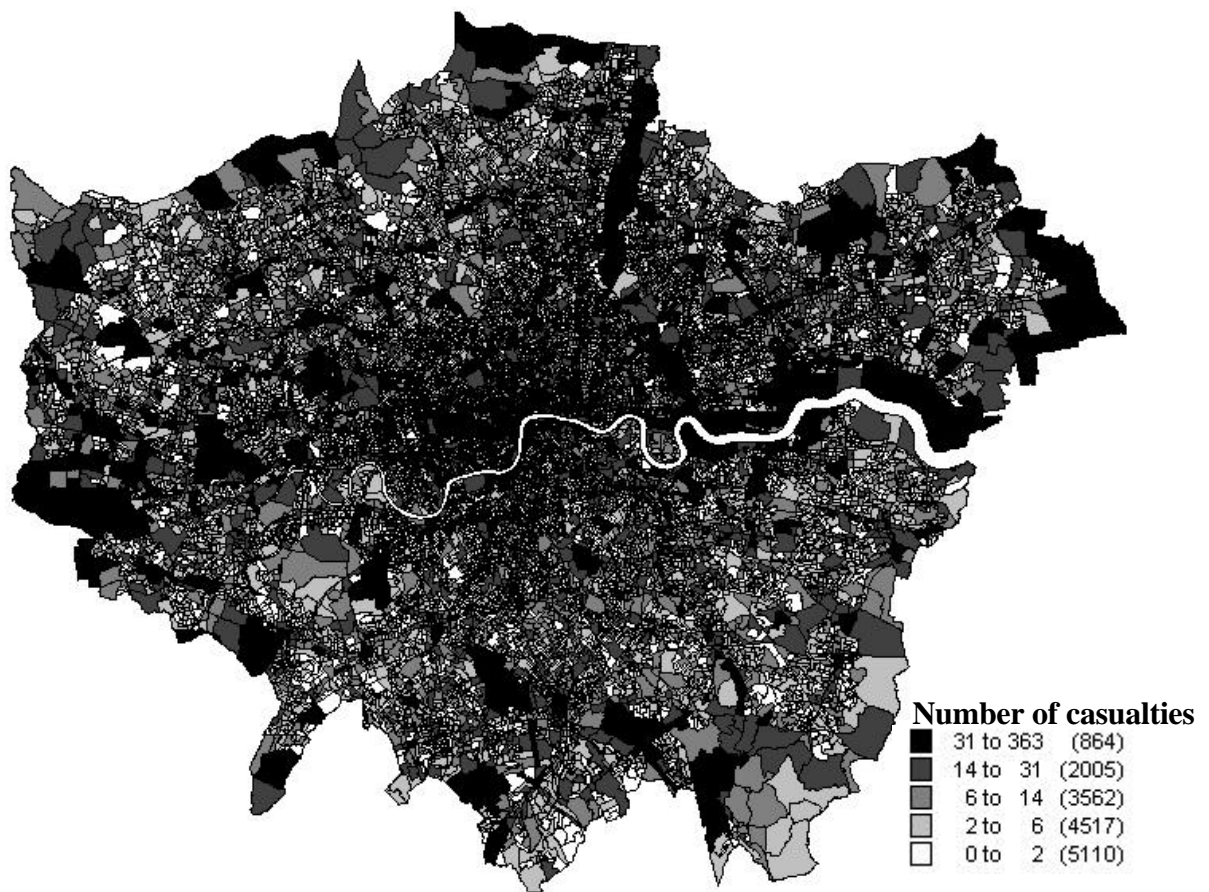 Number of casualties
31 to 363 (864)
14 to 31 (2005)
6 to 14 (3562)
2 to 6 (4517)
0 to 2 (5110)